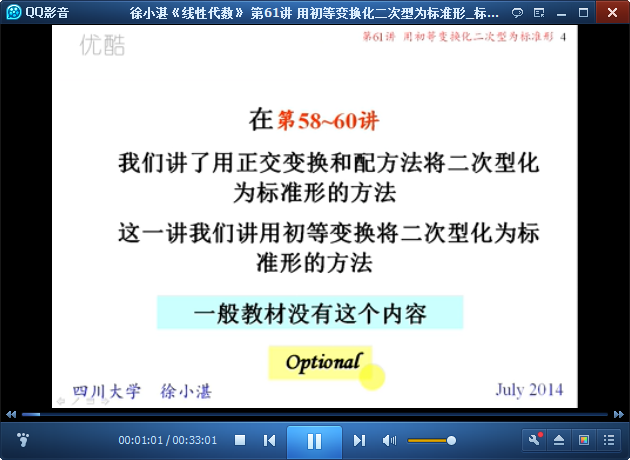 QQ影音
徐小湛《线性代数》 第61讲 用初等变换化二次型为标准形_标...
优酷
第61讲 用初等变换化二次型为标准形 4
在 第58~60讲
我们讲了用正交变换和配方法将二次型化
为标准形的方法
这一讲我们讲用初等变换将二次型化为标
准形的方法
一般教材没有这个内容
Optional
四川大学 徐小湛
July 2014
00:01:01 / 00:33:01